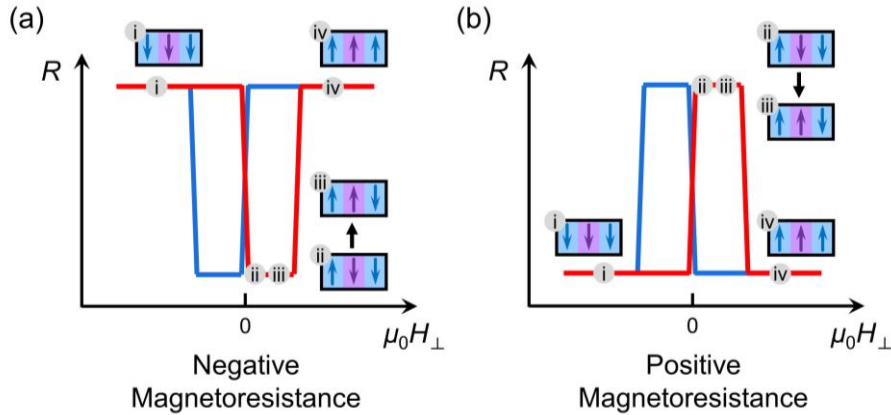 (a)
i
iv
R
i
iv
iii
ii
iii
ii
0
μ₀H⊥
Negative
Magnetoresistance
(b)
ii
R
ii
iii
iii
i
iv
i
iv
0
μ₀H⊥
Positive
Magnetoresistance